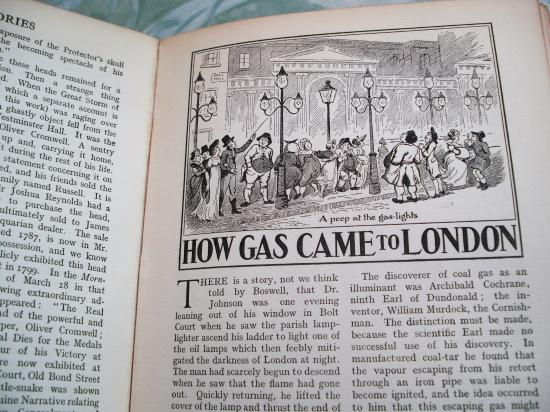 ORIES
exposure of the Protector's skull
the becoming spectacle of his
."
e these heads remained for a
tion. Then a strange thing
. When the Great Storm of
which a separate account is
this work) was raging over
ghastly object fell from the
estminster Hall. It was the
Oliver Cromwell. A sentry
up and, carrying it home,
t during the rest of his life.
statement concerning it on
d, and his friends sold the
amily named Russell. It is
r Joshua Reynolds had a
to purchase the head,
ultimately sold to James
quarian dealer. The sale
ted 1787, is now in Mr.
possession, and we know
licly exhibited this head
t in 1799. In the Morn-
of March 18 in that
wing extraordinary ad-
appeared: "The Real
ad of the powerful and
per, Oliver Cromwell;
al Dies for the Medals
ur of his Victory at
re now exhibited at
Court, Old Bond Street
tle-snake was shown
uine Narrative relating
A peep at the gas-lights
HOW GAS CAME TO LONDON
THERE is a story, not we think
told by Boswell, that Dr.
Johnson was one evening
leaning out of his window in Bolt
Court when he saw the parish lamp-
lighter ascend his ladder to light one of
the oil lamps which then feebly miti-
gated the darkness of London at night.
The man had scarcely begun to descend
when he saw that the flame had gone
out. Quickly returning, he lifted the
cover of the lamp and thrust the end of
The discoverer of coal gas as an
illuminant was Archibald Cochrane,
ninth Earl of Dundonald; the in-
ventor, William Murdock, the Cornish-
man. The distinction must be made,
because the scientific Earl made no
successful use of his discovery. In
manufactured coal-tar he found that
the vapour escaping from his retort
through an iron pipe was liable to
become ignited, and the idea occurred
to him that this escaping gas might